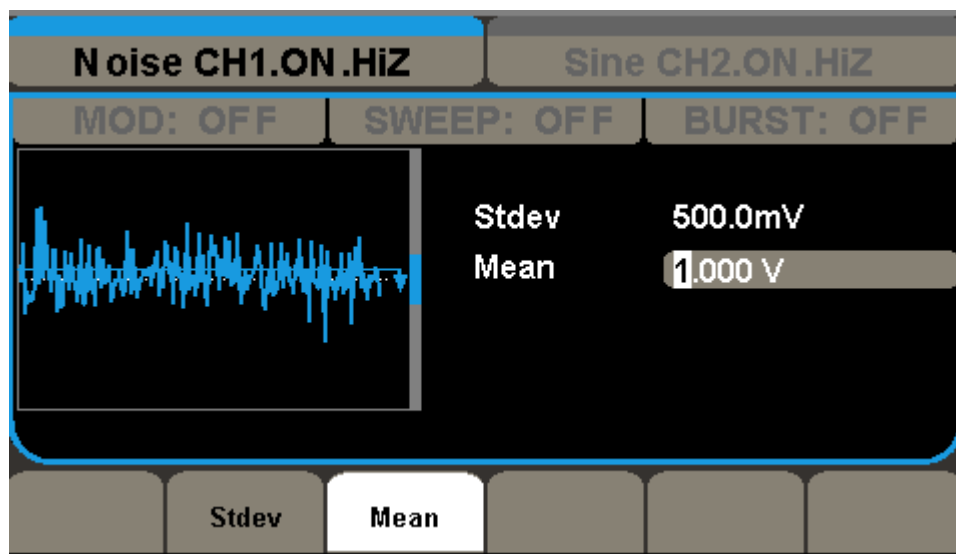 Noise CH1.ON.HiZ Sine CH2.ON.HiZ
MOD: OFF SWEEP: OFF BURST: OFF
Stdev 500.0mV
Mean 1.000 V
Stdev Mean